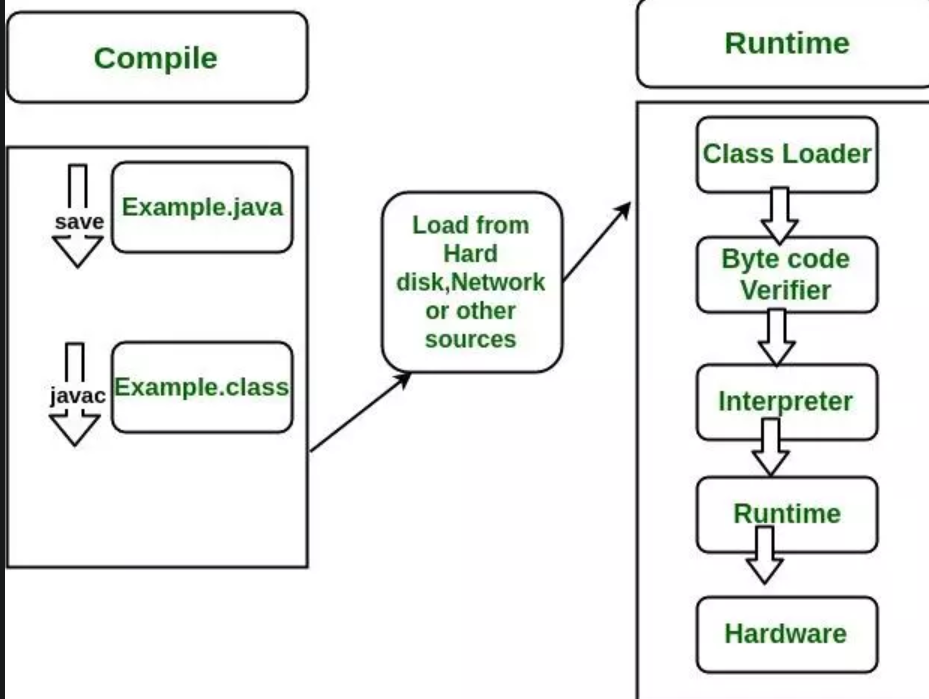 Compile
save
Example.java
javac
Example.class
Load from
Hard
disk,Network
or other
sources
Runtime
Class Loader
Byte code
Verifier
Interpreter
Runtime
Hardware